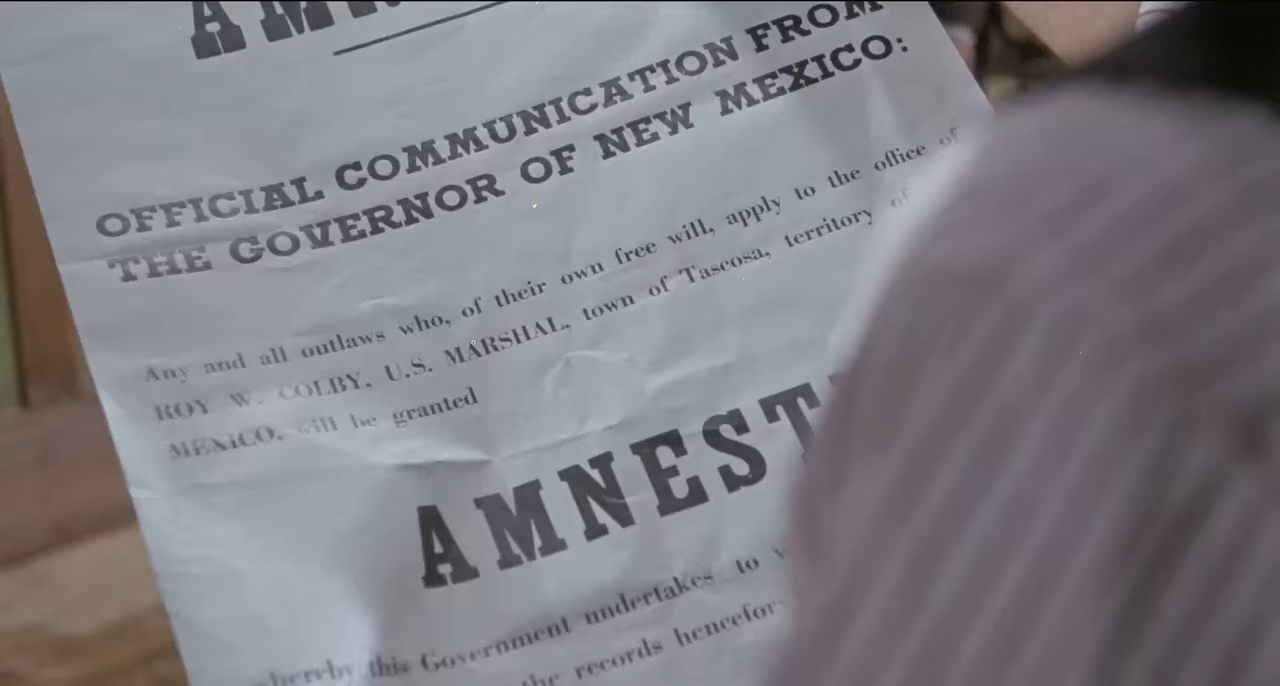 OFFICIAL COMMUNICATION FROM
THE GOVERNOR OF NEW MEXICO:
Any and all outlaws who, of their own free will, apply to the office of
ROY W. COLBY, U.S. MARSHAL, town of Tascosa, territory of
MEXICO, will be granted
AMNEST
whereby this Government undertakes to
the records